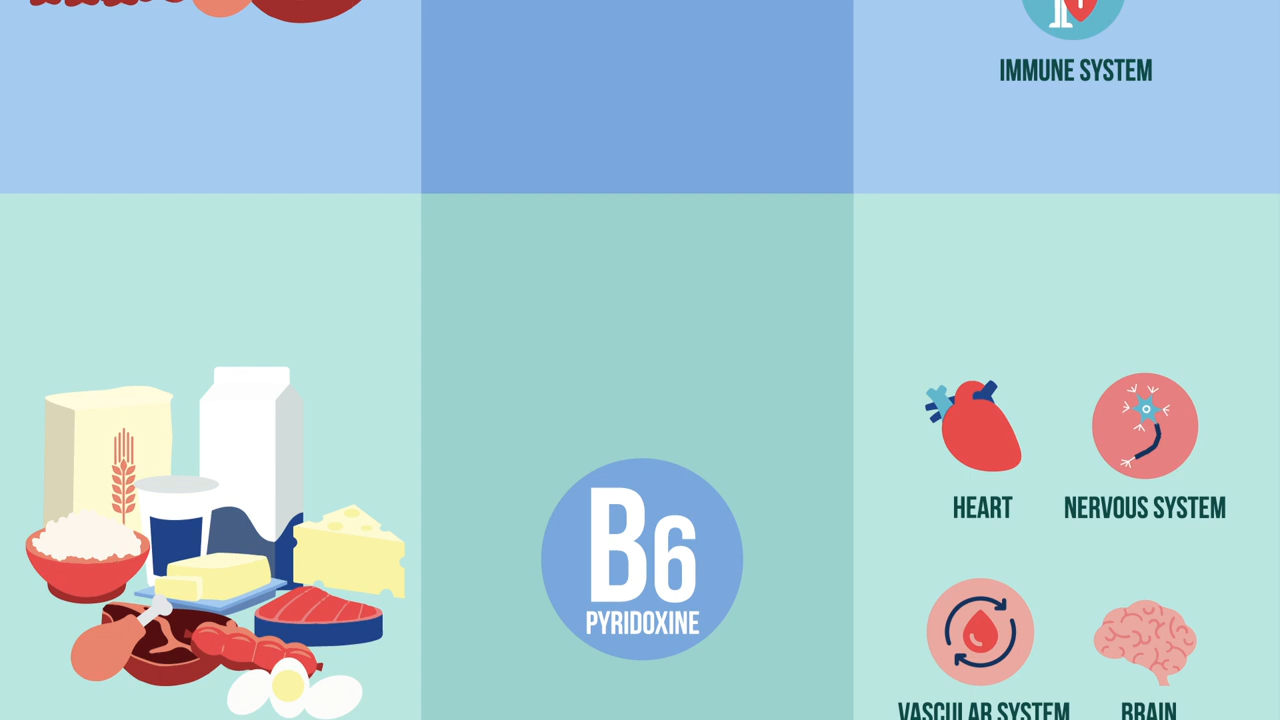 IMMUNE SYSTEM
B6
PYRIDOXINE
HEART
NERVOUS SYSTEM
VASCULAR SYSTEM
BRAIN